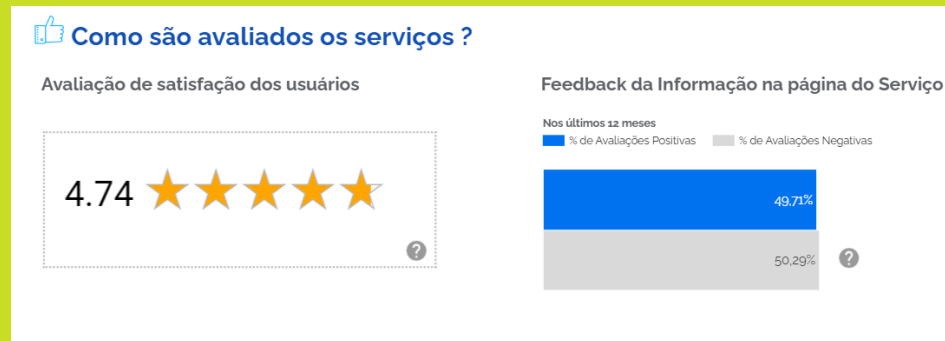 Como são avaliados os serviços ?
Avaliação de satisfação dos usuários
4.74
?
Feedback da Informação na página do Serviço
Nos últimos 12 meses
% de Avaliações Positivas % de Avaliações Negativas
49,71%
50,29%
?